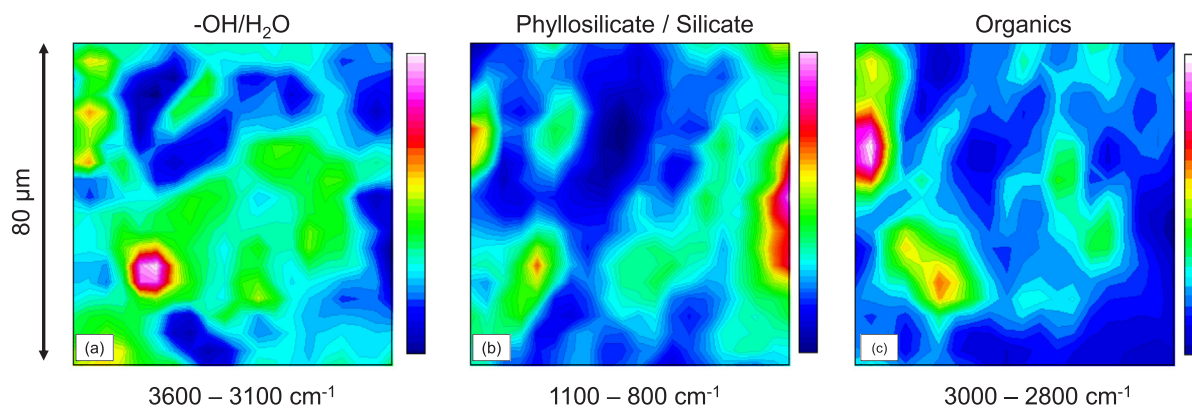 -OH/H₂O
Phyllosilicate / Silicate
Organics
80 μm
(a)
(b)
(c)
3600 – 3100 cm⁻¹
1100 – 800 cm⁻¹
3000 – 2800 cm⁻¹